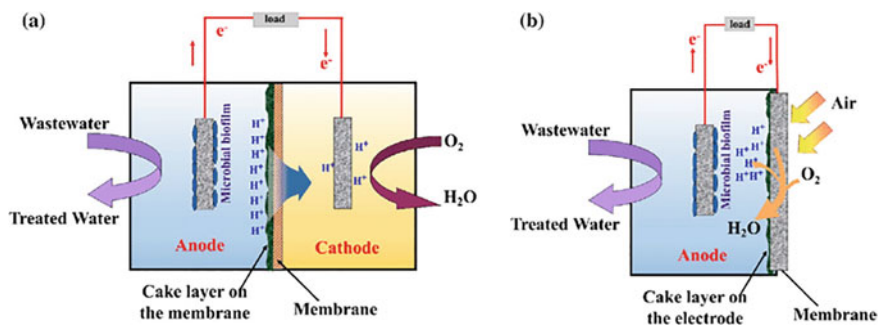 (a)
lead
e-
e-
Wastewater
Treated Water
Microbial biofilm
H+
H+
H+
H+
H+
H+
H+
H+
H+
H+
H+
O2
H2O
Anode
Cathode
Cake layer on
the membrane
Membrane
(b)
lead
e-
e-
Air
Wastewater
Treated Water
Microbial biofilm
H+
H+
H+
H+H+
O2
H2O
Anode
Cake layer on
the electrode
Membrane